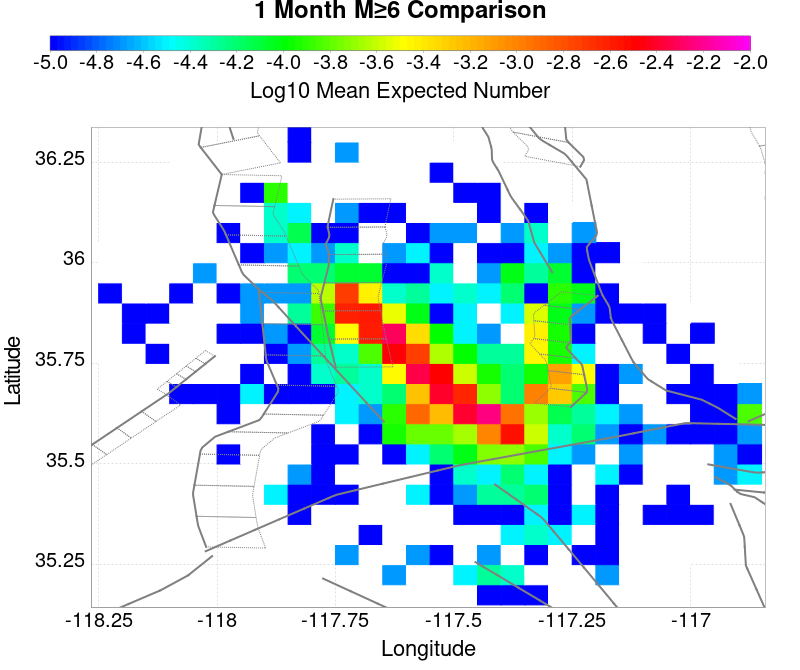 1 Month M≥6 Comparison
-5.0 -4.8 -4.6 -4.4 -4.2 -4.0 -3.8 -3.6 -3.4 -3.2 -3.0 -2.8 -2.6 -2.4 -2.2 -2.0
Log10 Mean Expected Number
36.25
36
35.75
35.5
35.25
Latitude
-118.25 -118 -117.75 -117.5 -117.25 -117
Longitude